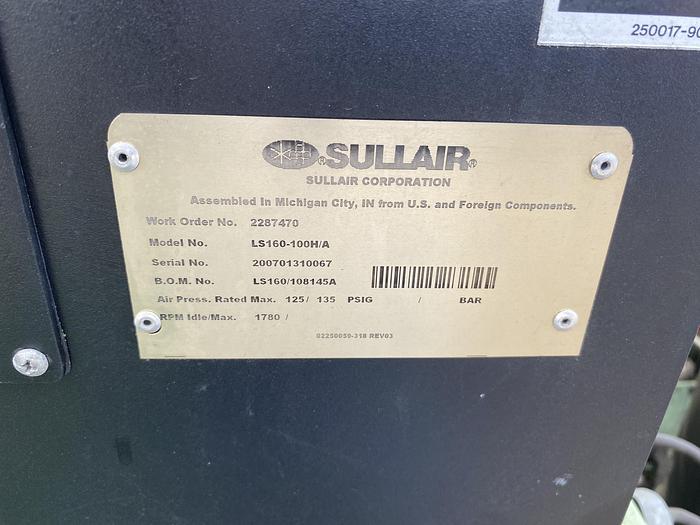 250017-90
SULLAIR®
SULLAIR CORPORATION
Assembled In Michigan City, IN from U.S. and Foreign Components.
Work Order No. 2287470
Model No. LS160-100H/A
Serial No. 200701310067
B.O.M. No. LS160/108145A
Air Press. Rated Max. 125/ 135 PSIG / BAR
RPM Idle/Max. 1780 /
02250059-318 REV03